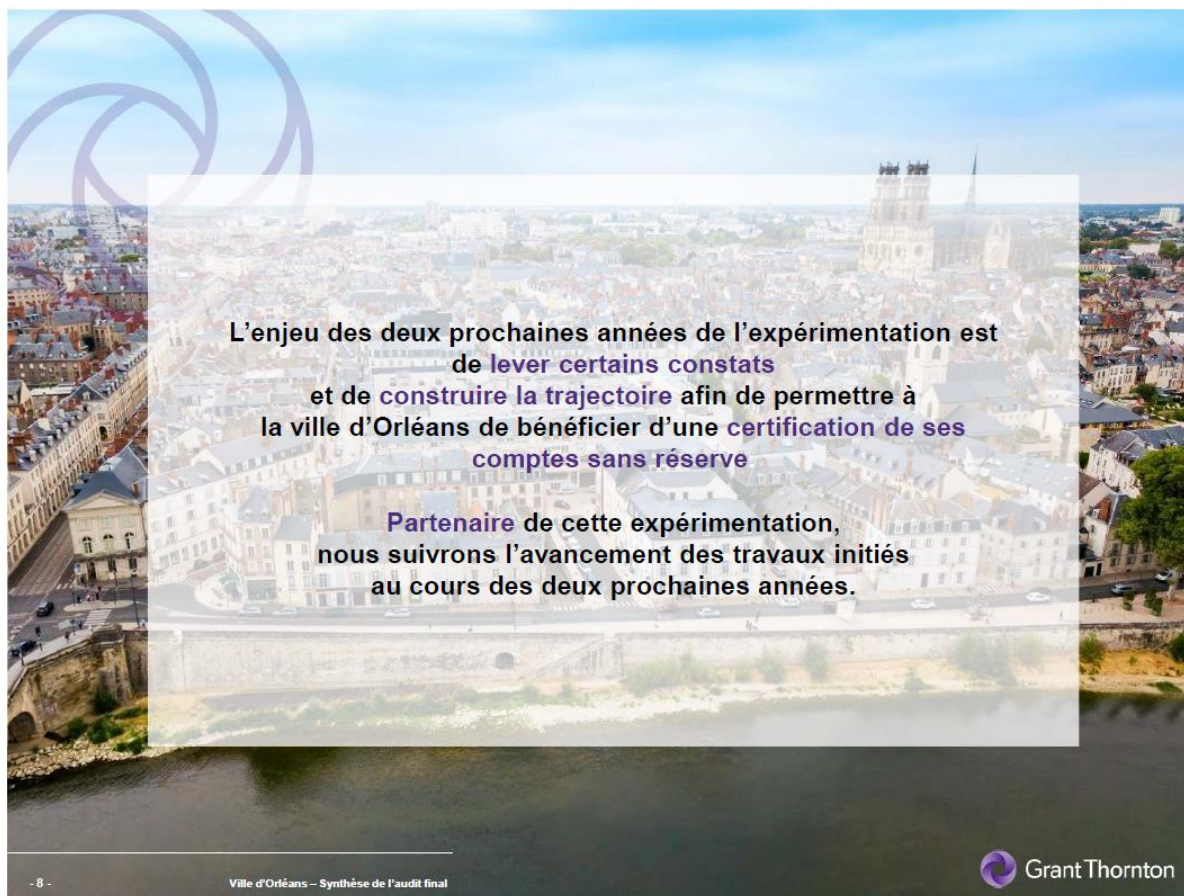 L'enjeu des deux prochaines années de l'expérimentation est
de lever certains constats
et de construire la trajectoire afin de permettre à
la ville d'Orléans de bénéficier d'une certification de ses
comptes sans réserve
Partenaire de cette expérimentation,
nous suivrons l'avancement des travaux initiés
au cours des deux prochaines années.
- 8 -
Ville d'Orléans – Synthèse de l'audit final
Grant Thornton